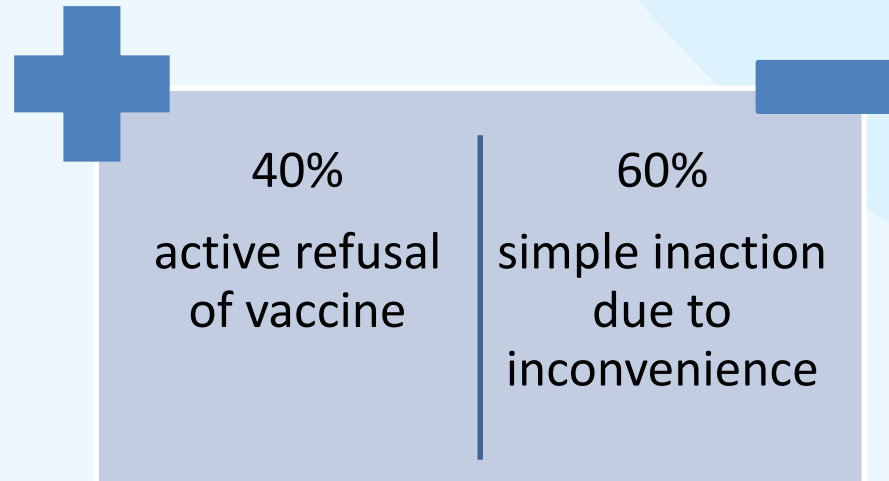 40%
active refusal
of vaccine
60%
simple inaction
due to
inconvenience